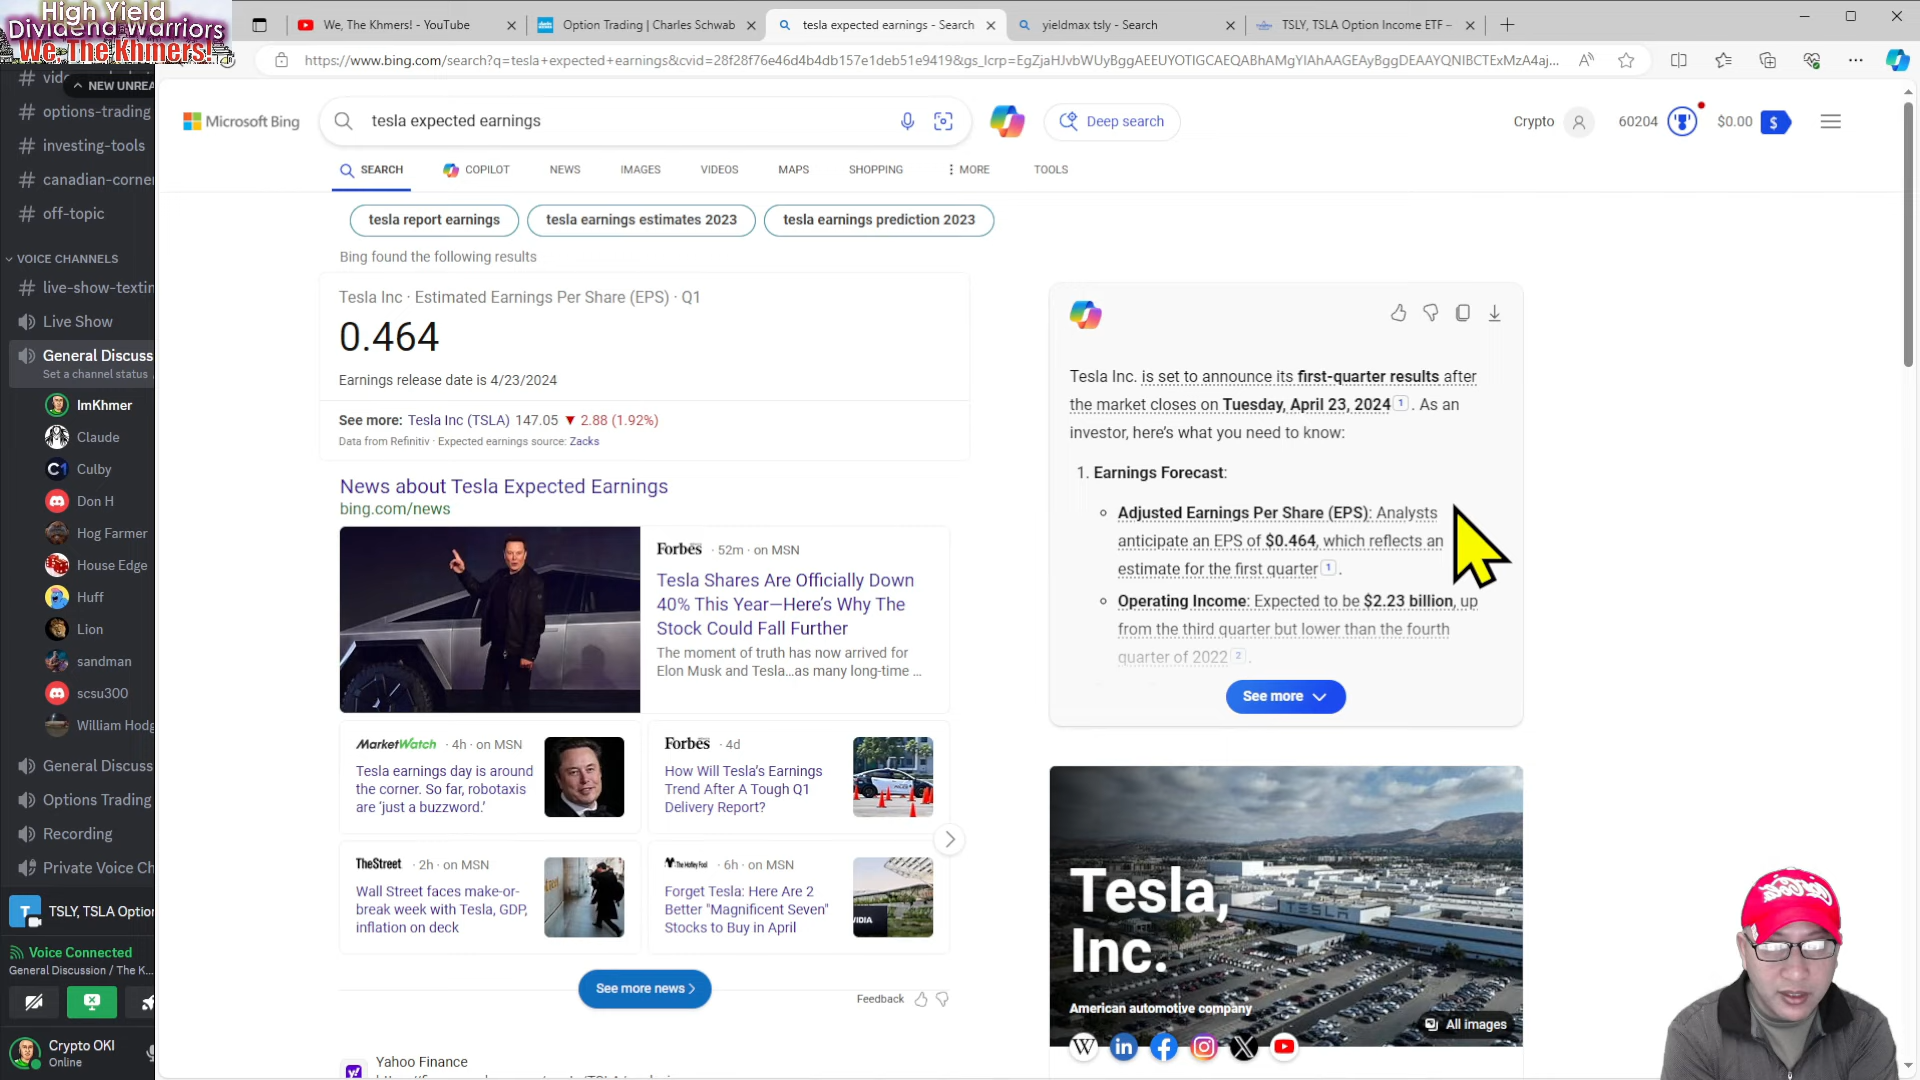 High Yield
Dividend Warriors
We The Khmers!
We, The Khmers! - YouTube
Option Trading | Charles Schwab
tesla expected earnings - Search
yieldmax tsly - Search
TSLY, TSLA Option Income ETF –
https://www.bing.com/search?q=tesla+expected+earnings&cvid=28f28f76e46d4b4db157e1deb51e9419&gs_lcrp=EgZjaHJvbWUyBggAEEUYOTIGCAEQABhAMgYIAhAAGEAyBggDEAAYQNIBCTExMzA4aj...
NEW UNREA
options-trading
investing-tools
canadian-corner
off-topic
VOICE CHANNELS
live-show-textin
Live Show
General Discuss
Set a channel status
ImKhmer
Claude
Culby
Don H
Hog Farmer
House Edge
Huff
Lion
sandman
scsu300
William Hodg
General Discuss
Options Trading
Recording
Private Voice Ch
TSLY, TSLA Optio
Voice Connected
General Discussion / The K...
Crypto OKI
Online
Microsoft Bing
tesla expected earnings
Deep search
Crypto
60204
$0.00
SEARCH
COPILOT
NEWS
IMAGES
VIDEOS
MAPS
SHOPPING
MORE
TOOLS
tesla report earnings
tesla earnings estimates 2023
tesla earnings prediction 2023
Bing found the following results
Tesla Inc · Estimated Earnings Per Share (EPS) · Q1
0.464
Earnings release date is 4/23/2024
See more: Tesla Inc (TSLA) 147.05 ▼ 2.88 (1.92%)
Data from Refinitiv · Expected earnings source: Zacks
News about Tesla Expected Earnings
bing.com/news
Forbes · 52m · on MSN
Tesla Shares Are Officially Down
40% This Year—Here's Why The
Stock Could Fall Further
The moment of truth has now arrived for
Elon Musk and Tesla…as many long-time ...
MarketWatch · 4h · on MSN
Tesla earnings day is around
the corner. So far, robotaxis
are 'just a buzzword.'
Forbes · 4d
How Will Tesla's Earnings
Trend After A Tough Q1
Delivery Report?
TheStreet · 2h · on MSN
Wall Street faces make-or-
break week with Tesla, GDP,
inflation on deck
The Motley Fool · 6h · on MSN
Forget Tesla: Here Are 2
Better "Magnificent Seven"
Stocks to Buy in April
See more news
Feedback
Yahoo Finance
Tesla Inc. is set to announce its first-quarter results after
the market closes on Tuesday, April 23, 2024 1 . As an
investor, here's what you need to know:
1. Earnings Forecast:
Adjusted Earnings Per Share (EPS): Analysts
anticipate an EPS of $0.464, which reflects an
estimate for the first quarter 1 .
Operating Income: Expected to be $2.23 billion, up
from the third quarter but lower than the fourth
quarter of 2022 2 .
See more
TESLA
Tesla,
Inc.
American automotive company
All images